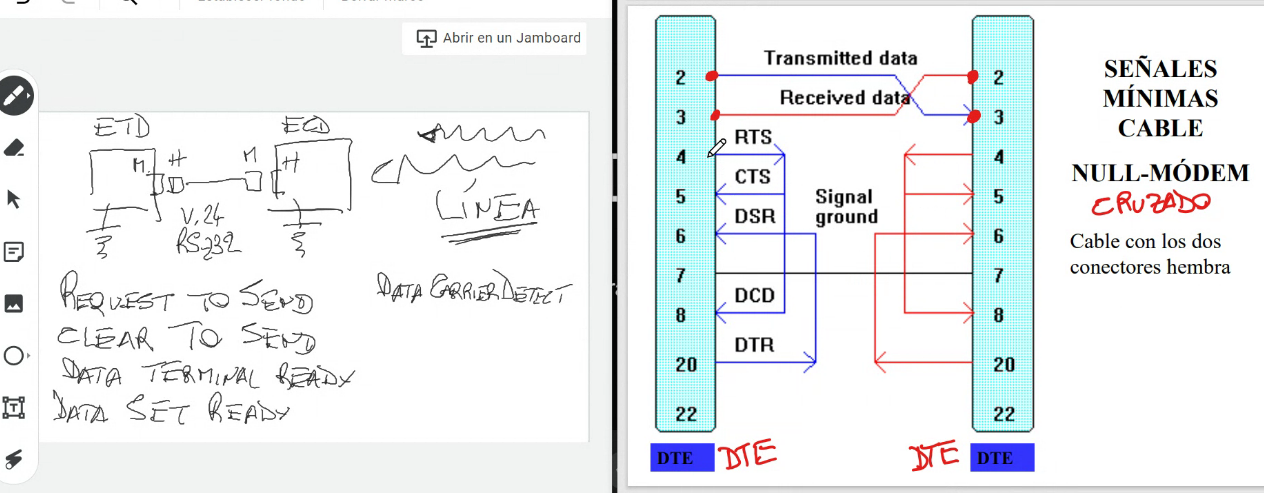 Abrir en un Jamboard
ETD
ECD
M
H
M
H
V.24
RS-232
LÍNEA
REQUEST TO SEND
CLEAR TO SEND
DATA TERMINAL READY
DATA SET READY
DATA CARRIER DETECT
Transmitted data
2
2
Received data
3
3
RTS
4
4
CTS
5
5
Signal
ground
DSR
6
6
7
7
DCD
8
8
DTR
20
20
22
22
DTE
DTE
DTE
DTE
SEÑALES
MÍNIMAS
CABLE
NULL-MÓDEM
CRUZADO
Cable con los dos
conectores hembra